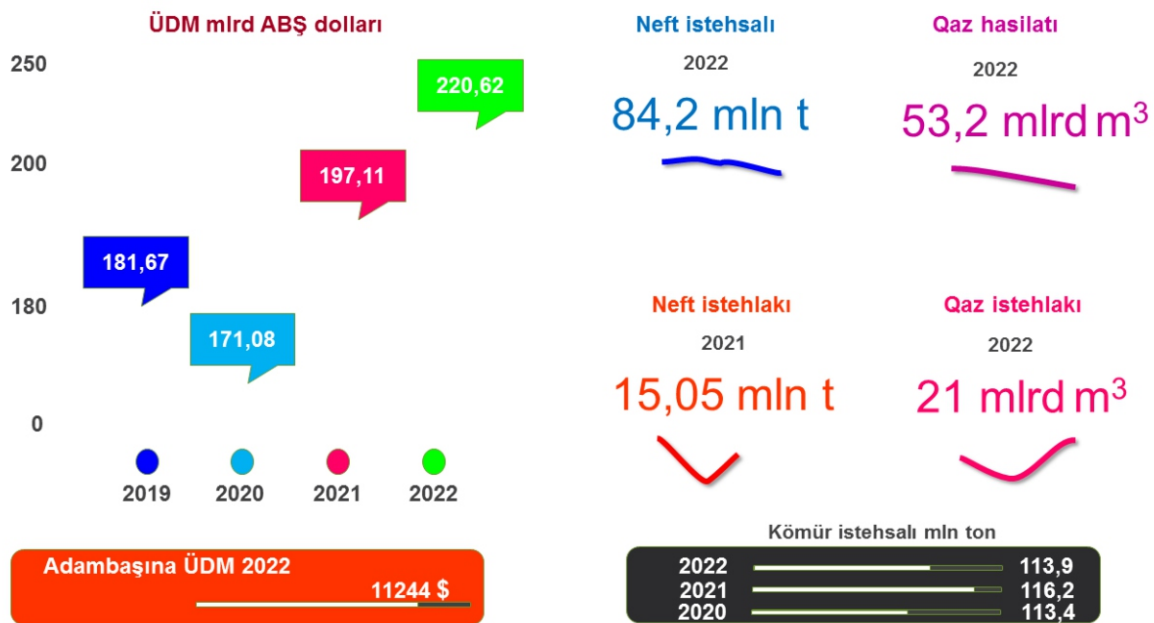 ÜDM mlrd ABŞ dolları
250
200
180
0
181,67
171,08
197,11
220,62
2019
2020
2021
2022
Adambaşına ÜDM 2022
11244 $
Neft istehsalı
2022
84,2 mln t
Qaz hasilatı
2022
53,2 mlrd m³
Neft istehlakı
2021
15,05 mln t
Qaz istehlakı
2022
21 mlrd m³
Kömür istehsalı mln ton
2022 113,9
2021 116,2
2020 113,4